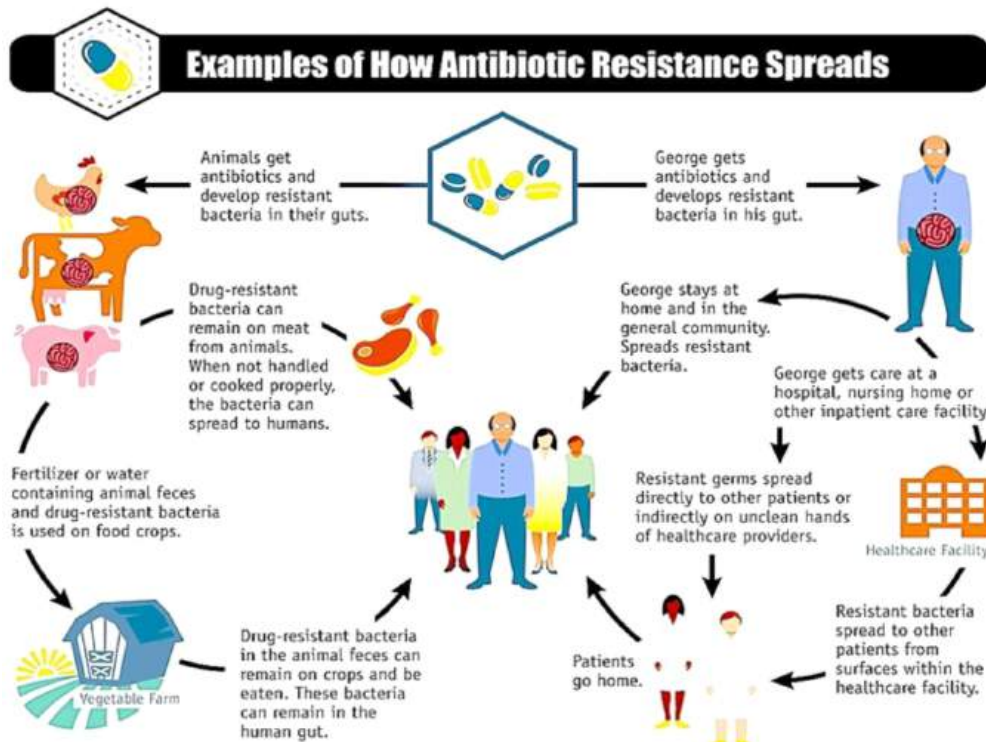 Examples of How Antibiotic Resistance Spreads
Animals get
antibiotics and
develop resistant
bacteria in their guts.
George gets
antibiotics and
develops resistant
bacteria in his gut.
Drug-resistant
bacteria can
remain on meat
from animals.
When not handled
or cooked properly,
the bacteria can
spread to humans.
George stays at
home and in the
general community.
Spreads resistant
bacteria.
George gets care at a
hospital, nursing home or
other inpatient care facility
Fertilizer or water
containing animal feces
and drug-resistant bacteria
is used on food crops.
Resistant germs spread
directly to other patients or
indirectly on unclean hands
of healthcare providers.
Healthcare Facility
Vegetable Farm
Drug-resistant bacteria
in the animal feces can
remain on crops and be
eaten. These bacteria
can remain in the
human gut.
Patients
go home.
Resistant bacteria
spread to other
patients from
surfaces within the
healthcare facility.